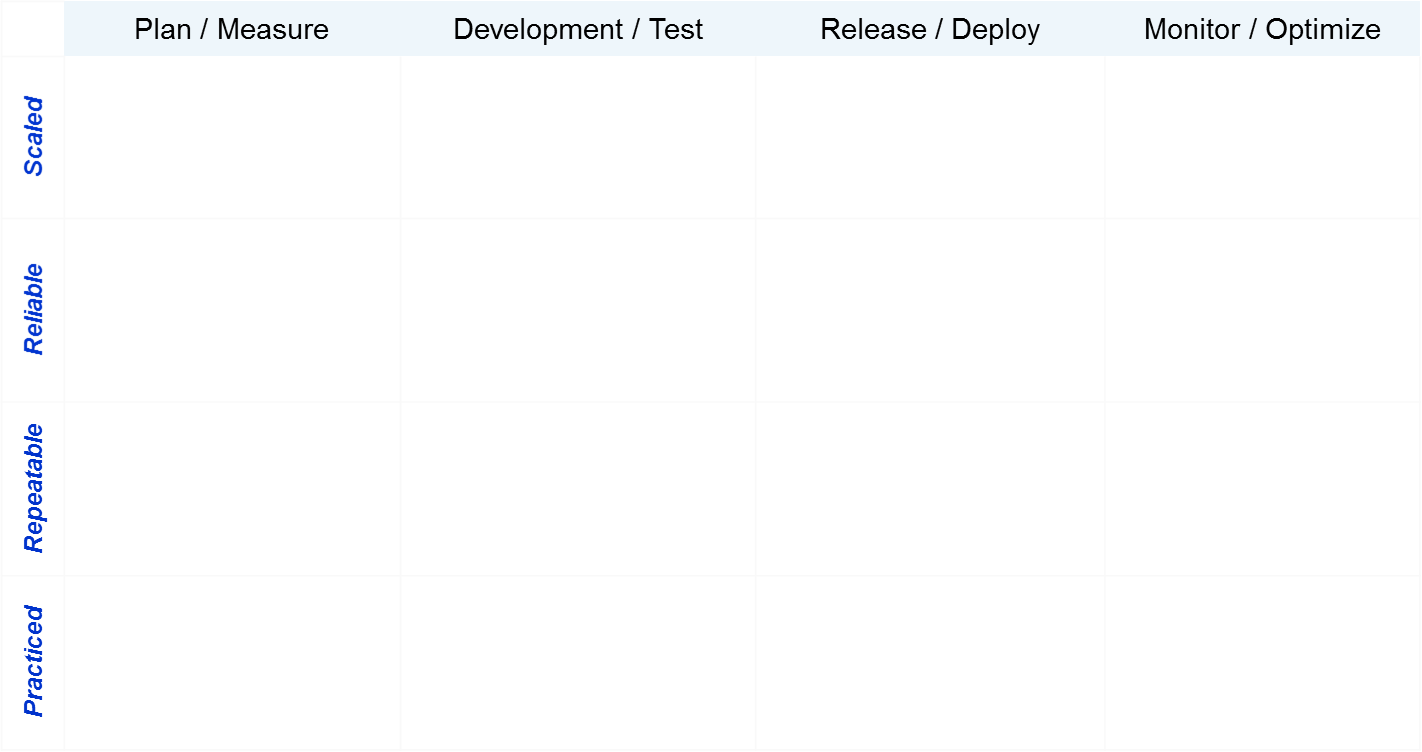 Plan / Measure
Development / Test
Release / Deploy
Monitor / Optimize
Scaled
Reliable
Repeatable
Practiced